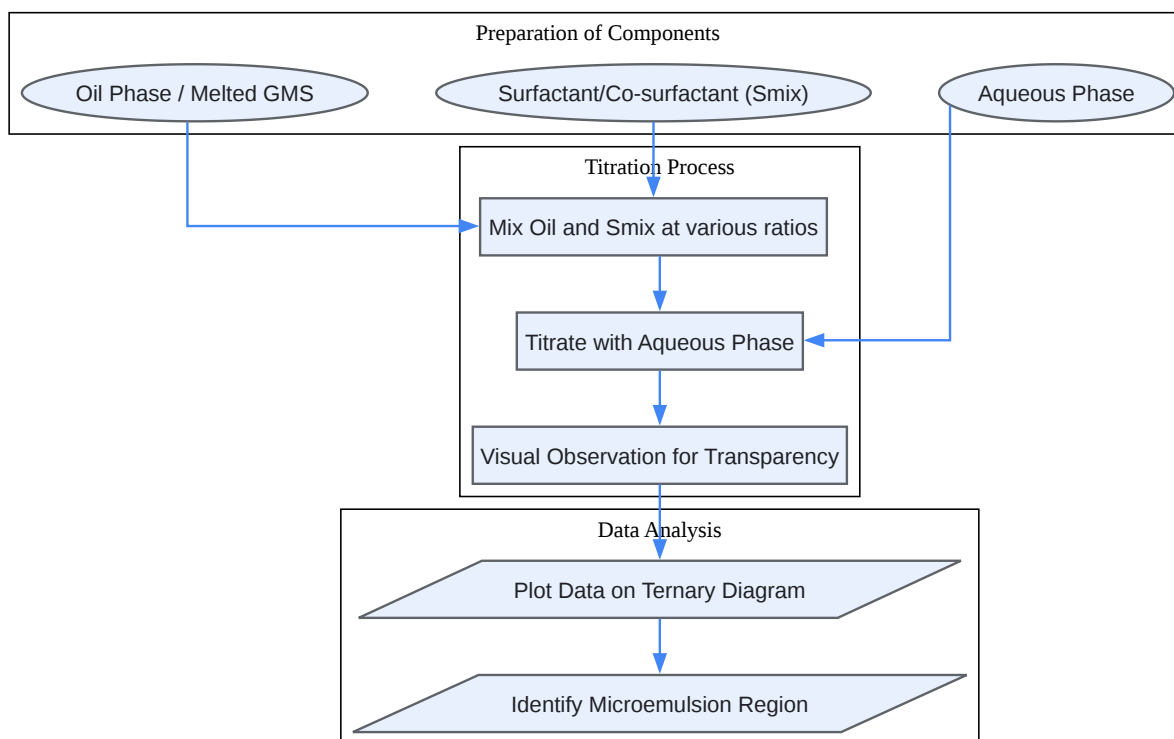 Preparation of Components
Oil Phase / Melted GMS
Surfactant/Co-surfactant (Smix)
Aqueous Phase
Titration Process
Mix Oil and Smix at various ratios
Titrate with Aqueous Phase
Visual Observation for Transparency
Data Analysis
Plot Data on Ternary Diagram
Identify Microemulsion Region